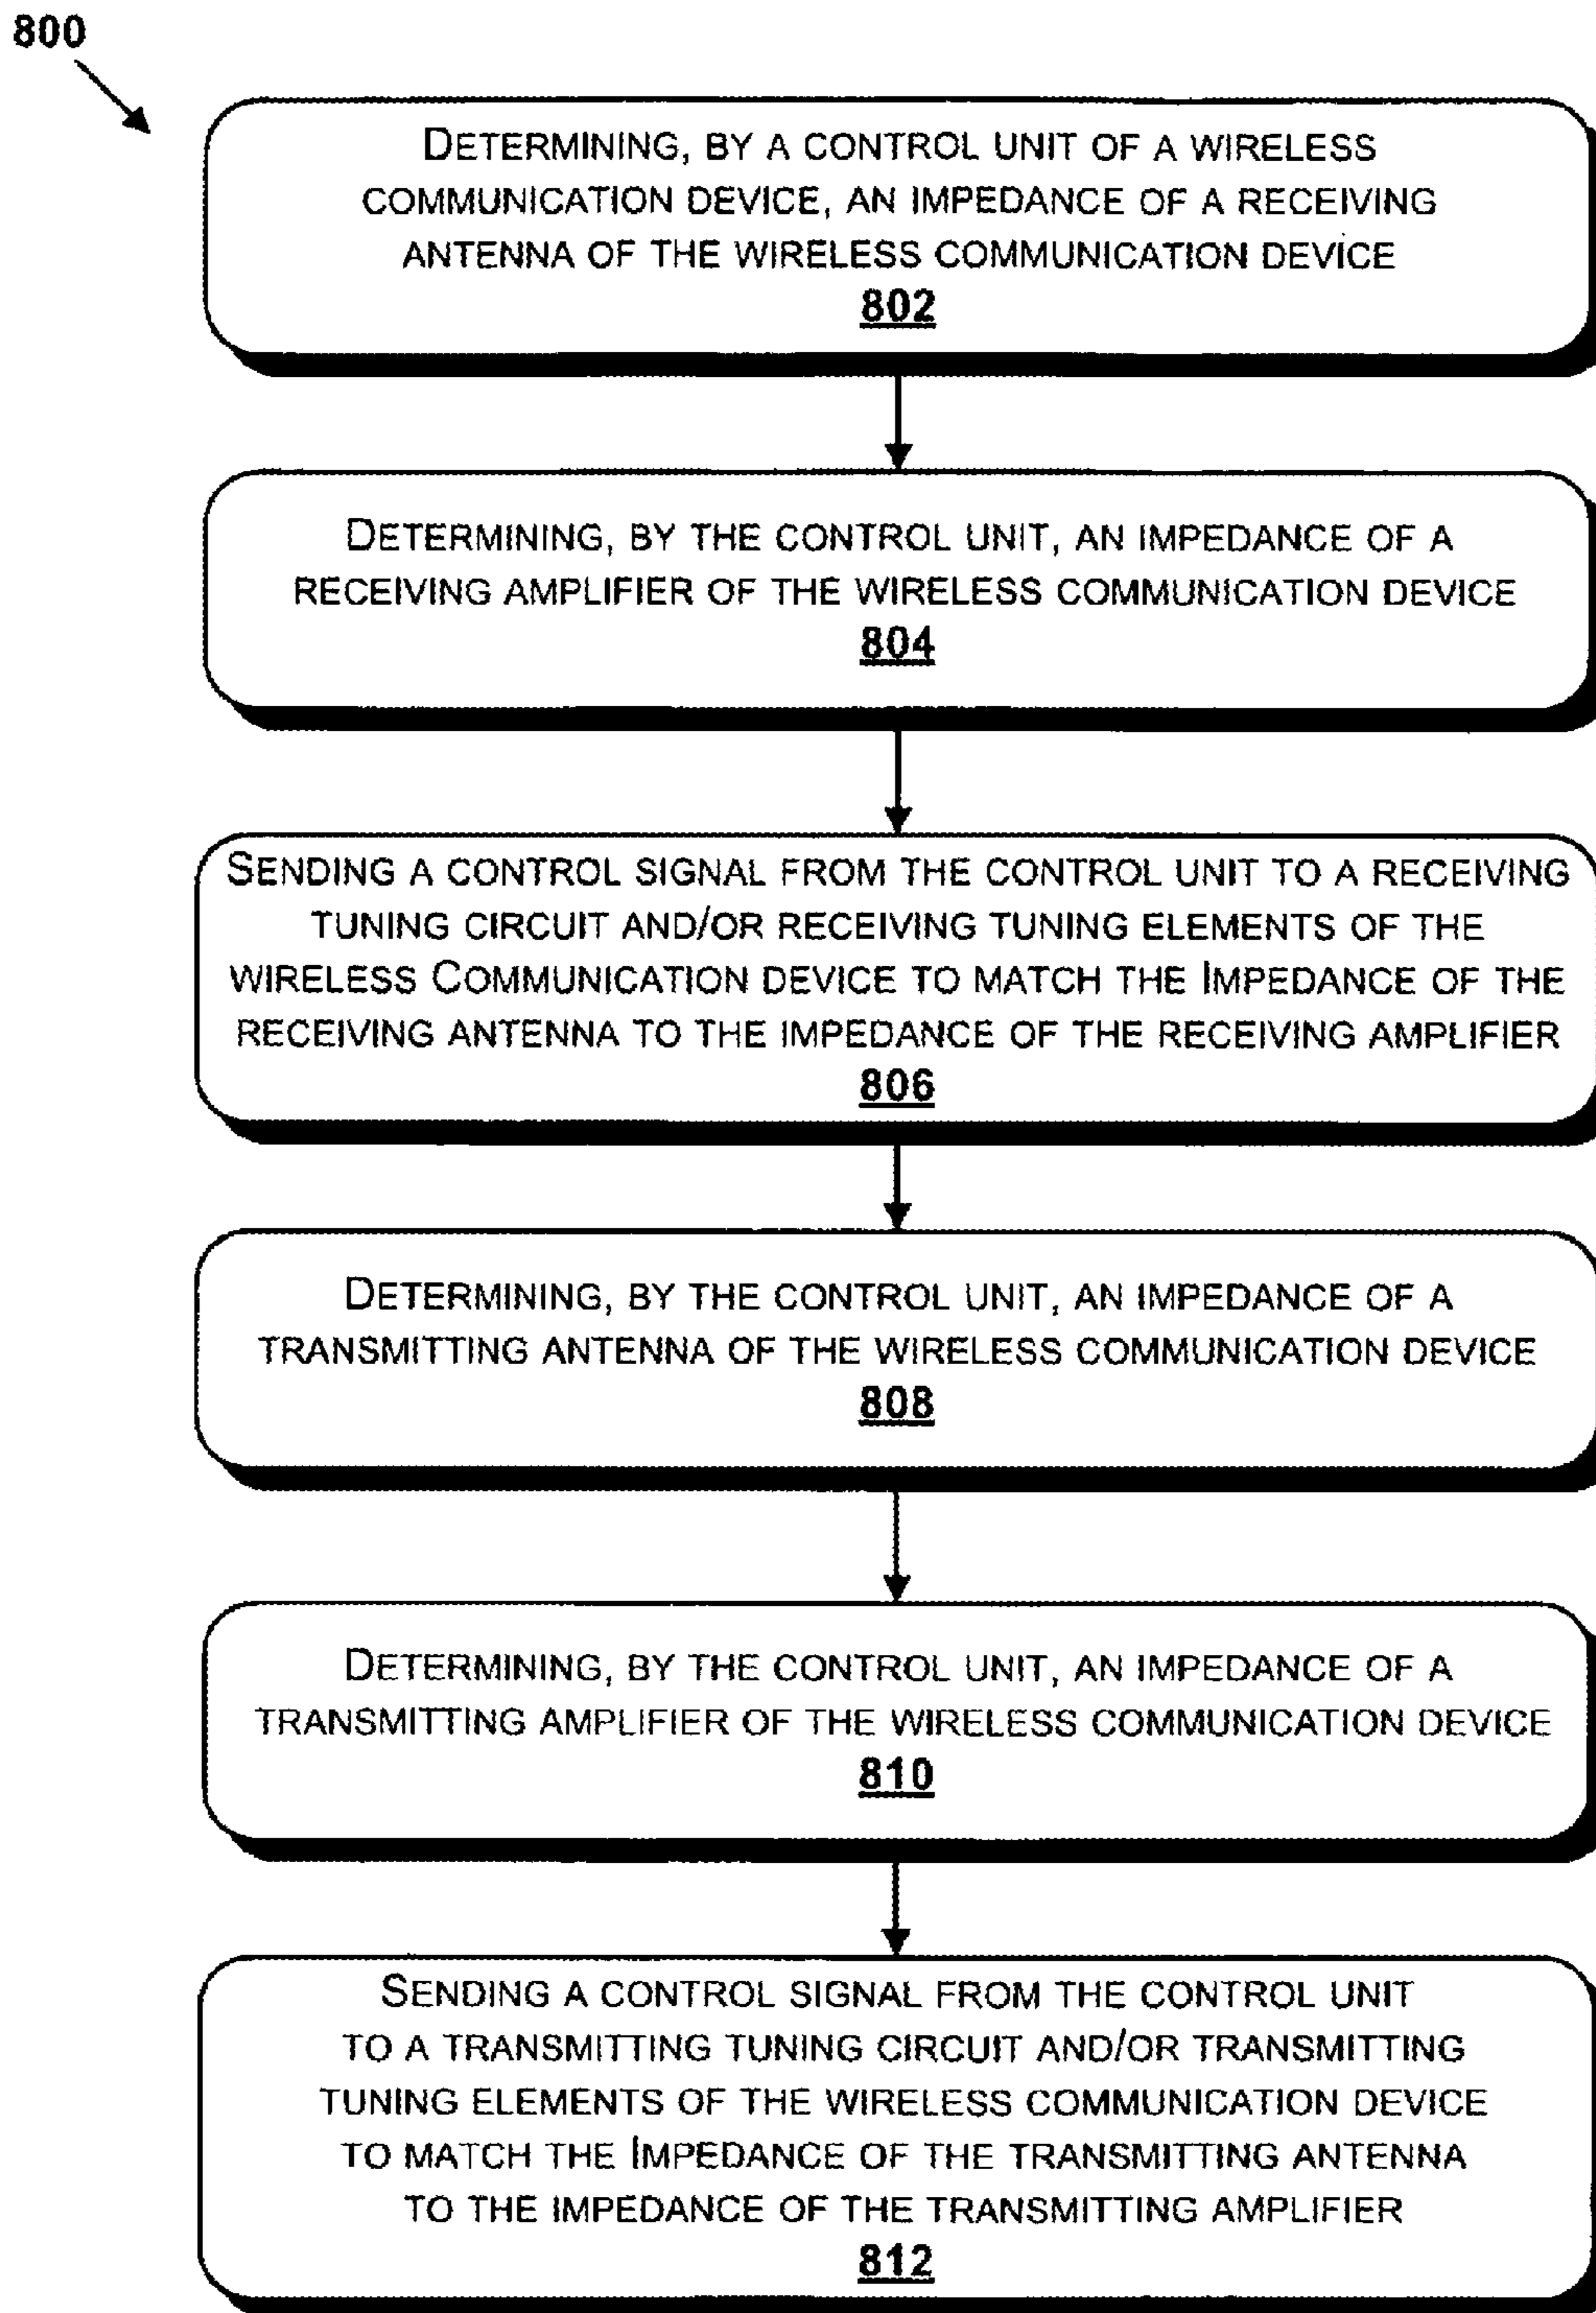 800
DETERMINING, BY A CONTROL UNIT OF A WIRELESS
COMMUNICATION DEVICE, AN IMPEDANCE OF A RECEIVING
ANTENNA OF THE WIRELESS COMMUNICATION DEVICE
802
DETERMINING, BY THE CONTROL UNIT, AN IMPEDANCE OF A
RECEIVING AMPLIFIER OF THE WIRELESS COMMUNICATION DEVICE
804
SENDING A CONTROL SIGNAL FROM THE CONTROL UNIT TO A RECEIVING
TUNING CIRCUIT AND/OR RECEIVING TUNING ELEMENTS OF THE
WIRELESS COMMUNICATION DEVICE TO MATCH THE IMPEDANCE OF THE
RECEIVING ANTENNA TO THE IMPEDANCE OF THE RECEIVING AMPLIFIER
806
DETERMINING, BY THE CONTROL UNIT, AN IMPEDANCE OF A
TRANSMITTING ANTENNA OF THE WIRELESS COMMUNICATION DEVICE
808
DETERMINING, BY THE CONTROL UNIT, AN IMPEDANCE OF A
TRANSMITTING AMPLIFIER OF THE WIRELESS COMMUNICATION DEVICE
810
SENDING A CONTROL SIGNAL FROM THE CONTROL UNIT
TO A TRANSMITTING TUNING CIRCUIT AND/OR TRANSMITTING
TUNING ELEMENTS OF THE WIRELESS COMMUNICATION DEVICE
TO MATCH THE IMPEDANCE OF THE TRANSMITTING ANTENNA
TO THE IMPEDANCE OF THE TRANSMITTING AMPLIFIER
812